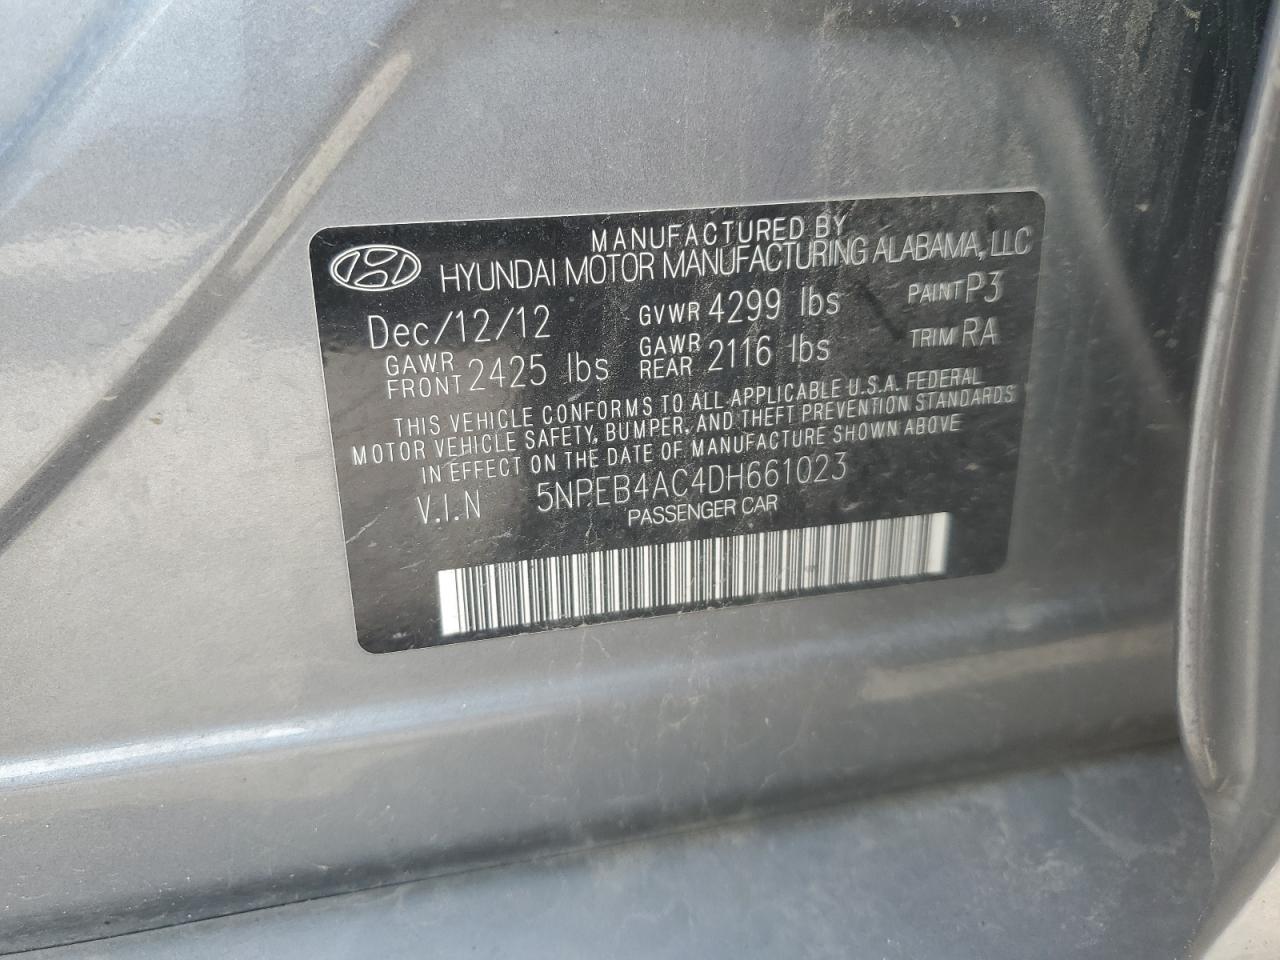 MANUFACTURED BY
HYUNDAI MOTOR MANUFACTURING ALABAMA, LLC
Dec/12/12 GVWR 4299 lbs PAINT P3
GAWR FRONT 2425 lbs GAWR REAR 2116 lbs TRIM RA
THIS VEHICLE CONFORMS TO ALL APPLICABLE U.S.A. FEDERAL
MOTOR VEHICLE SAFETY, BUMPER, AND THEFT PREVENTION STANDARDS
IN EFFECT ON THE DATE OF MANUFACTURE SHOWN ABOVE
V.I.N 5NPEB4AC4DH661023
PASSENGER CAR